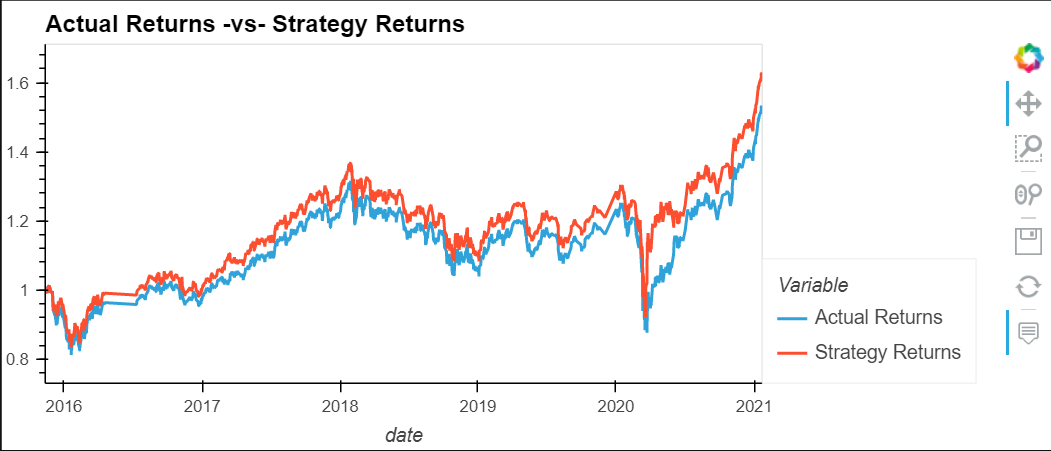 Actual Returns -vs- Strategy Returns
1.6
1.4
1.2
1
0.8
2016 2017 2018 2019 2020 2021
date
Variable
Actual Returns
Strategy Returns